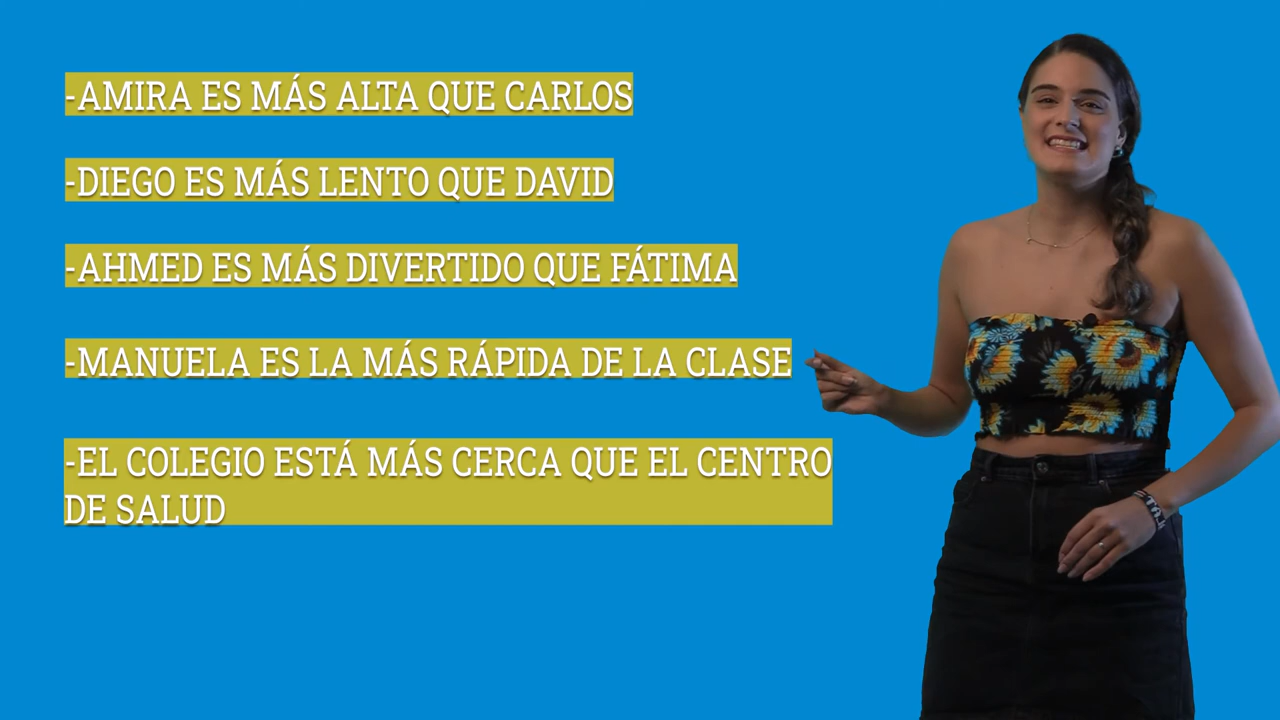 -AMIRA ES MÁS ALTA QUE CARLOS
-DIEGO ES MÁS LENTO QUE DAVID
-AHMED ES MÁS DIVERTIDO QUE FÁTIMA
-MANUELA ES LA MÁS RÁPIDA DE LA CLASE
-EL COLEGIO ESTÁ MÁS CERCA QUE EL CENTRO
DE SALUD